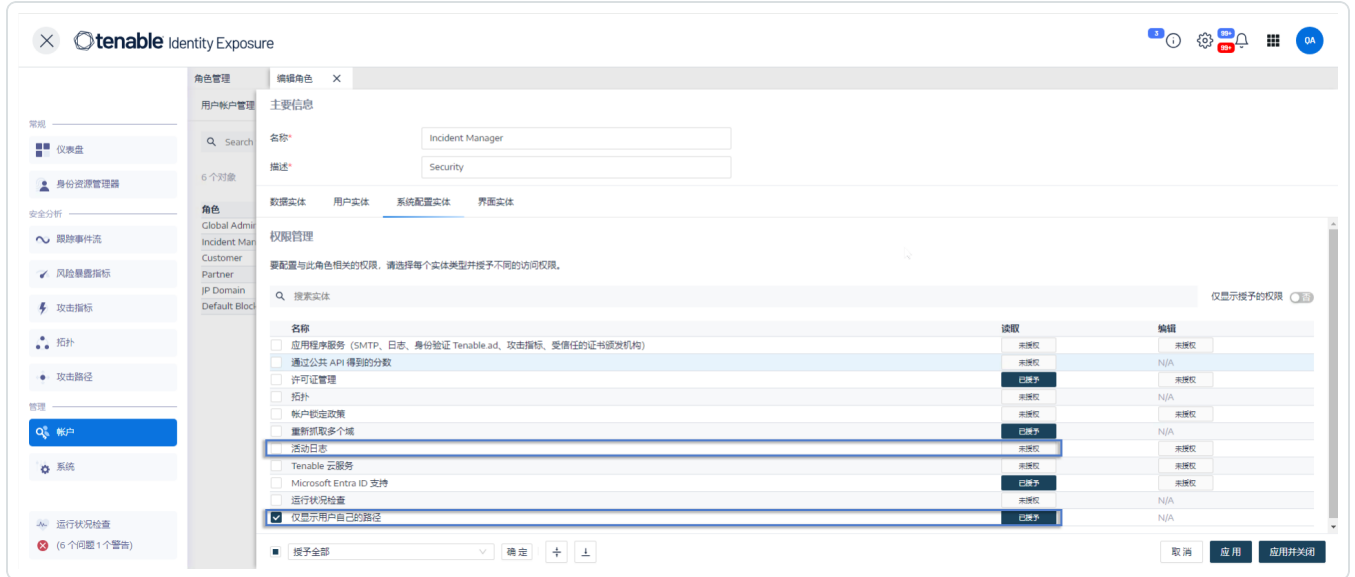 3
99+
99+
QA
tenable Identity Exposure
角色管理
编辑角色
用户帐户管理
主要信息
常规
仪表盘
身份资源管理器
安全分析
跟踪事件流
风险暴露指标
攻击指标
拓扑
攻击路径
管理
帐户
系统
运行状况检查
(6 个问题 1 个警告)
Search
6 个对象
角色
Global Admin
Incident Man
Customer
Partner
JP Domain
Default Block
名称*
Incident Manager
描述*
Security
数据实体 用户实体 系统配置实体 界面实体
权限管理
要配置与此角色相关的权限，请选择每个实体类型并授予不同的访问权限。
搜索实体
仅显示授予的权限 否
名称 读取 编辑
应用程序服务（SMTP、日志、身份验证 Tenable.ad、攻击指标、受信任的证书颁发机构） 未授权 未授权
通过公共 API 得到的分数 未授权 N/A
许可证管理 已授予 未授权
拓扑 未授权 N/A
帐户锁定政策 未授权 未授权
重新抓取多个域 已授予 N/A
活动日志 未授权 未授权
Tenable 云服务 未授权 未授权
Microsoft Entra ID 支持 已授予 未授权
运行状况检查 未授权 N/A
仅显示用户自己的路径 已授予 N/A
授予全部
确定
取消
应用
应用并关闭